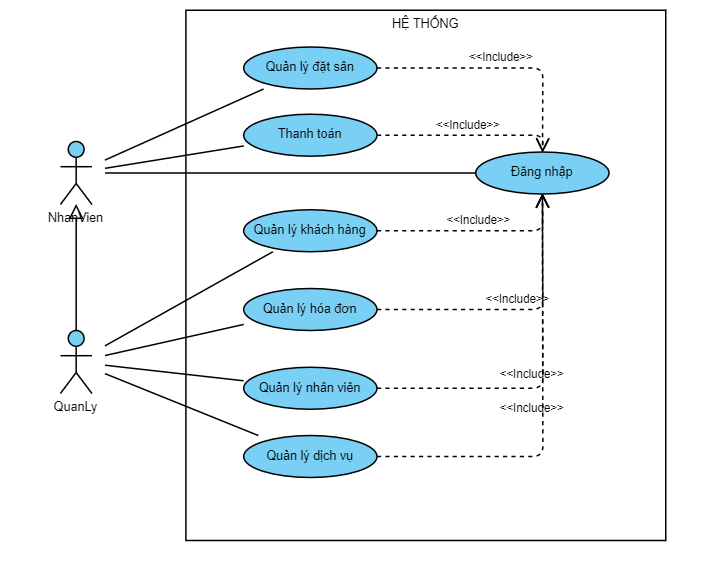 HỆ THỐNG
Quản lý đặt sân
<<Include>>
Thanh toán
<<Include>>
Đăng nhập
NhanVien
Quản lý khách hàng
<<Include>>
Quản lý hóa đơn
<<Include>>
Quản lý nhân viên
<<Include>>
QuanLy
<<Include>>
Quản lý dịch vụ